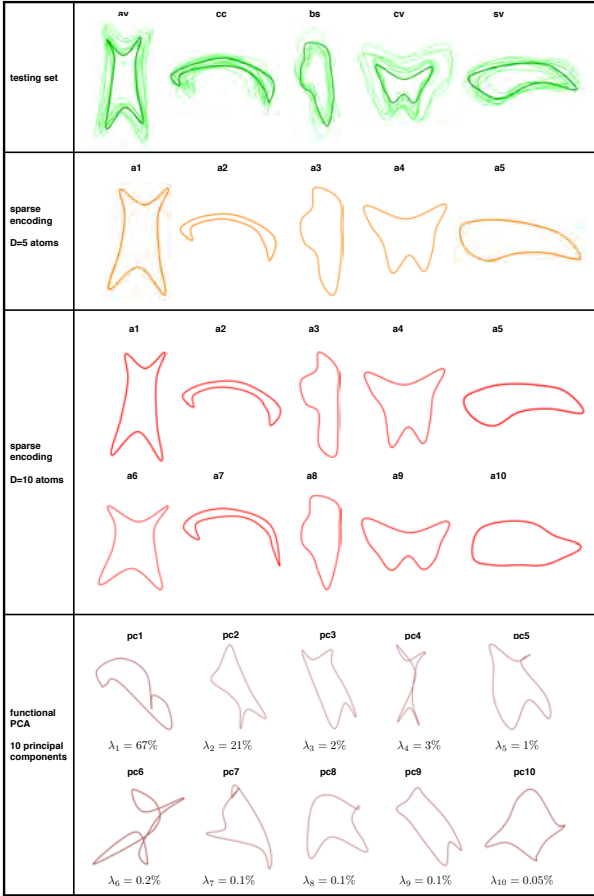 av cc bs cv sv
testing set
a1 a2 a3 a4 a5
sparse
encoding
D=5 atoms
a1 a2 a3 a4 a5
sparse
encoding
D=10 atoms
a6 a7 a8 a9 a10
pc1 pc2 pc3 pc4 pc5
functional
PCA
10 principal
components
λ₁ = 67% λ₂ = 21% λ₃ = 2% λ₄ = 3% λ₅ = 1%
pc6 pc7 pc8 pc9 pc10
λ₆ = 0.2% λ₇ = 0.1% λ₈ = 0.1% λ₉ = 0.1% λ₁₀ = 0.05%